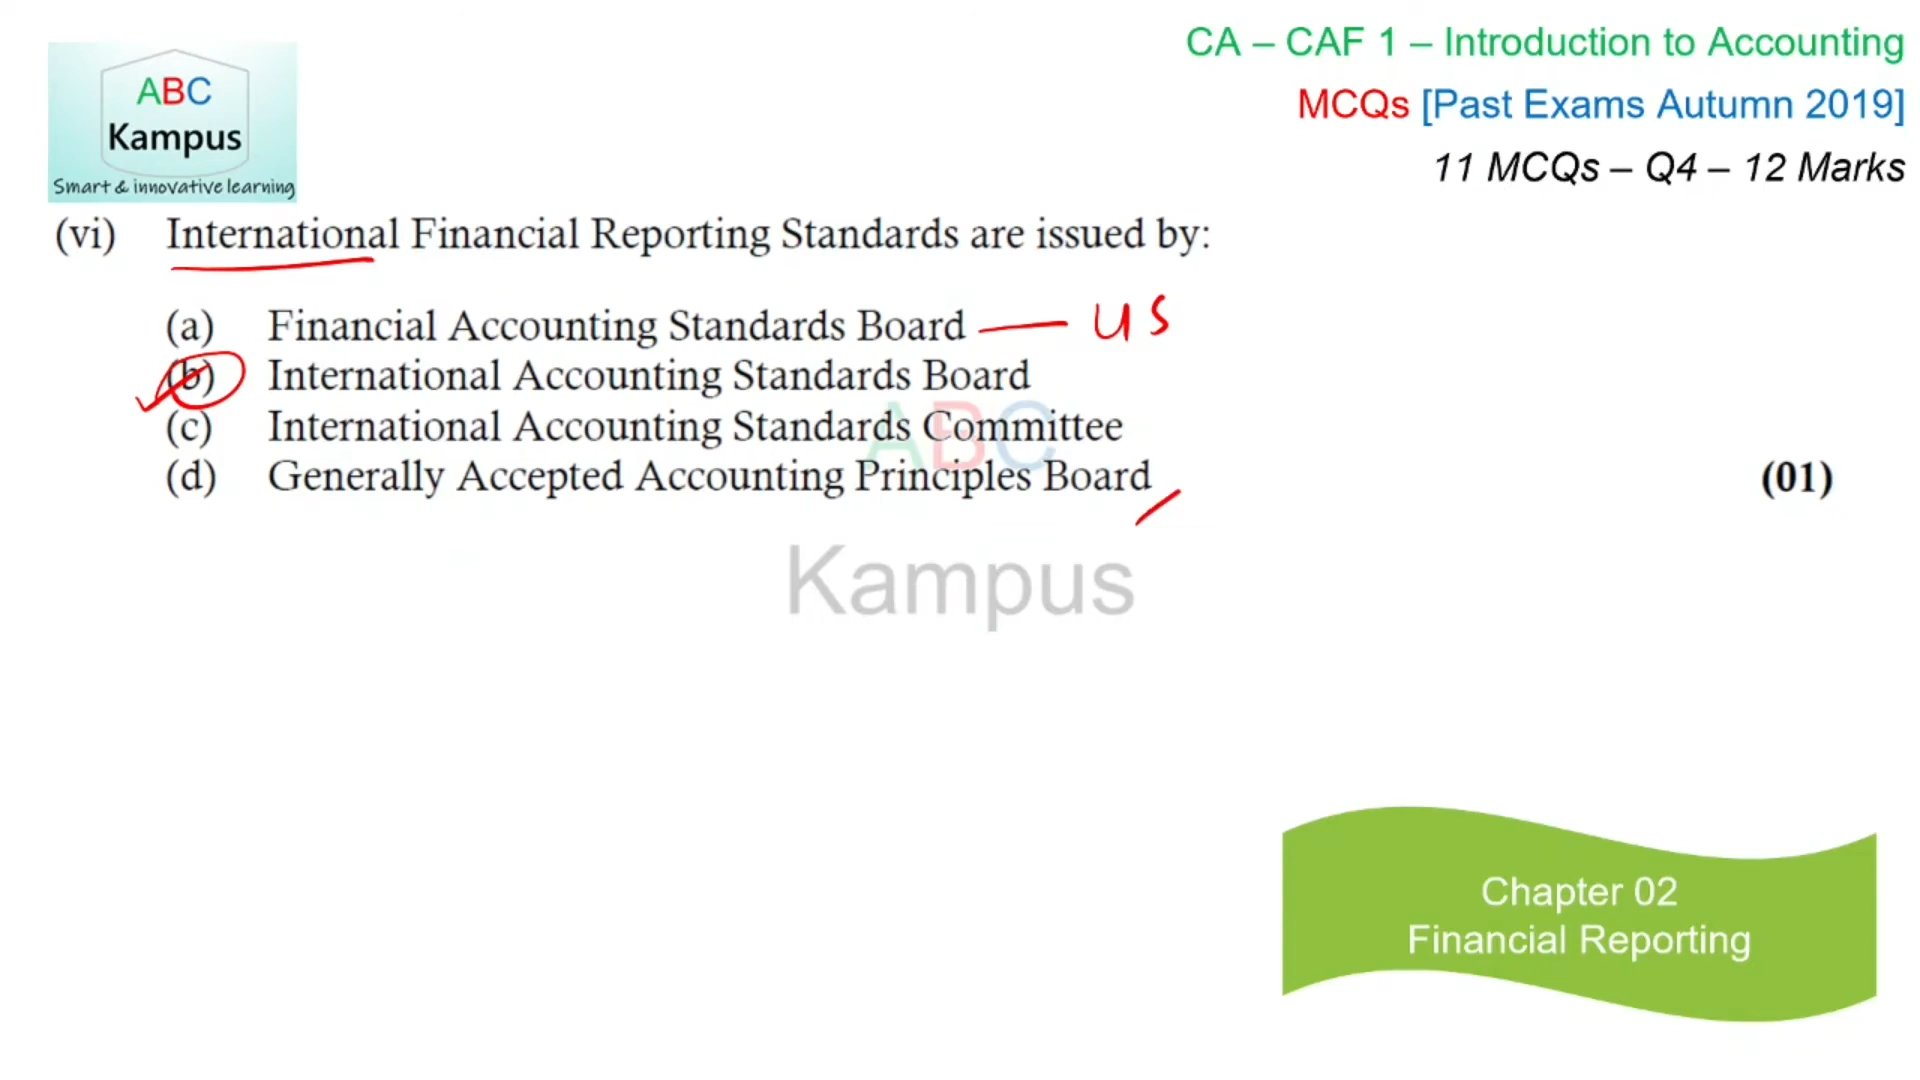 CA – CAF 1 – Introduction to Accounting
MCQs [Past Exams Autumn 2019]
11 MCQs – Q4 – 12 Marks
ABC
Kampus
Smart & innovative learning
(vi) International Financial Reporting Standards are issued by:
(a) Financial Accounting Standards Board — US
(b) International Accounting Standards Board
(c) International Accounting Standards Committee
(d) Generally Accepted Accounting Principles Board (01)
ABC
Kampus
Chapter 02
Financial Reporting